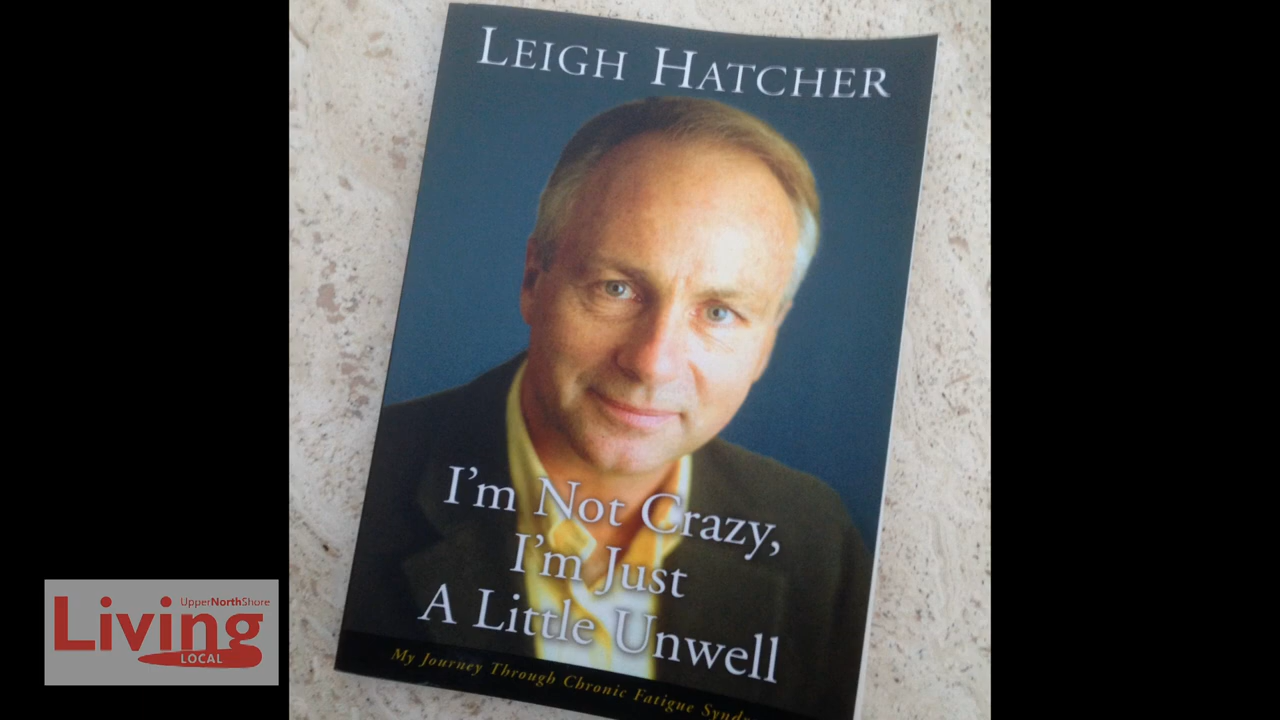 LEIGH HATCHER
I'm Not Crazy,
I'm Just
A Little Unwell
My Journey Through Chronic Fatigue
Living
UpperNorthShore
LOCAL